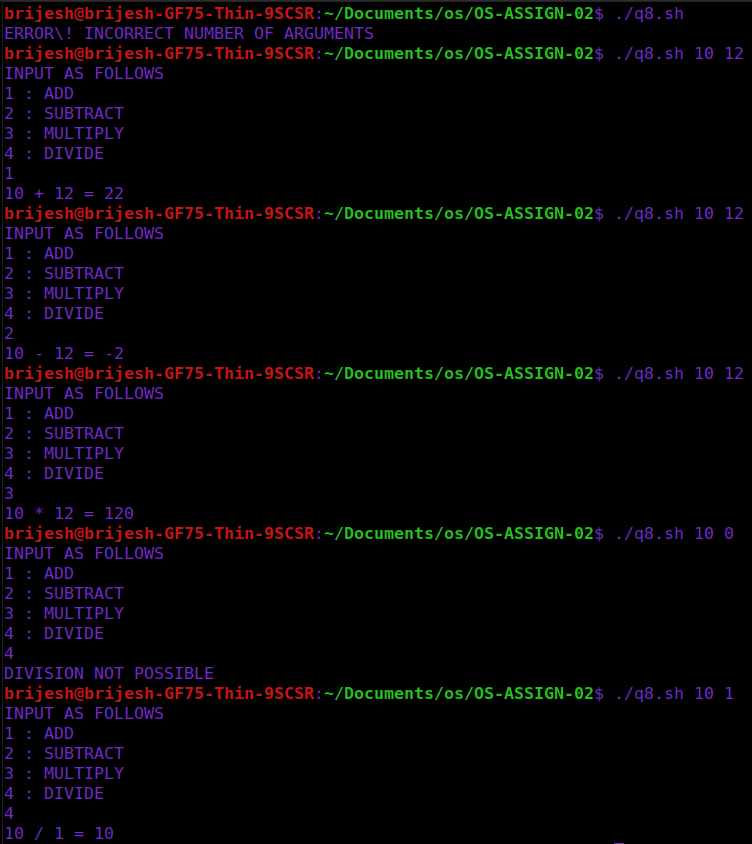 brijesh@brijesh-GF75-Thin-9SCSR:~/Documents/os/OS-ASSIGN-02$ ./q8.sh
ERROR\! INCORRECT NUMBER OF ARGUMENTS
brijesh@brijesh-GF75-Thin-9SCSR:~/Documents/os/OS-ASSIGN-02$ ./q8.sh 10 12
INPUT AS FOLLOWS
1 : ADD
2 : SUBTRACT
3 : MULTIPLY
4 : DIVIDE
1
10 + 12 = 22
brijesh@brijesh-GF75-Thin-9SCSR:~/Documents/os/OS-ASSIGN-02$ ./q8.sh 10 12
INPUT AS FOLLOWS
1 : ADD
2 : SUBTRACT
3 : MULTIPLY
4 : DIVIDE
2
10 - 12 = -2
brijesh@brijesh-GF75-Thin-9SCSR:~/Documents/os/OS-ASSIGN-02$ ./q8.sh 10 12
INPUT AS FOLLOWS
1 : ADD
2 : SUBTRACT
3 : MULTIPLY
4 : DIVIDE
3
10 * 12 = 120
brijesh@brijesh-GF75-Thin-9SCSR:~/Documents/os/OS-ASSIGN-02$ ./q8.sh 10 0
INPUT AS FOLLOWS
1 : ADD
2 : SUBTRACT
3 : MULTIPLY
4 : DIVIDE
4
DIVISION NOT POSSIBLE
brijesh@brijesh-GF75-Thin-9SCSR:~/Documents/os/OS-ASSIGN-02$ ./q8.sh 10 1
INPUT AS FOLLOWS
1 : ADD
2 : SUBTRACT
3 : MULTIPLY
4 : DIVIDE
4
10 / 1 = 10